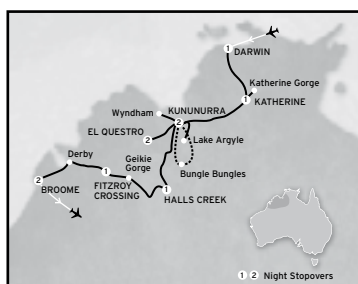 1
DARWIN
Katherine Gorge
1
KATHERINE
Wyndham
KUNUNURRA
2
EL QUESTRO
2
Lake Argyle
Derby
Geikie
Gorge
Bungle Bungles
2
BROOME
1
FITZROY
CROSSING
1
HALLS CREEK
1 2 Night Stopovers